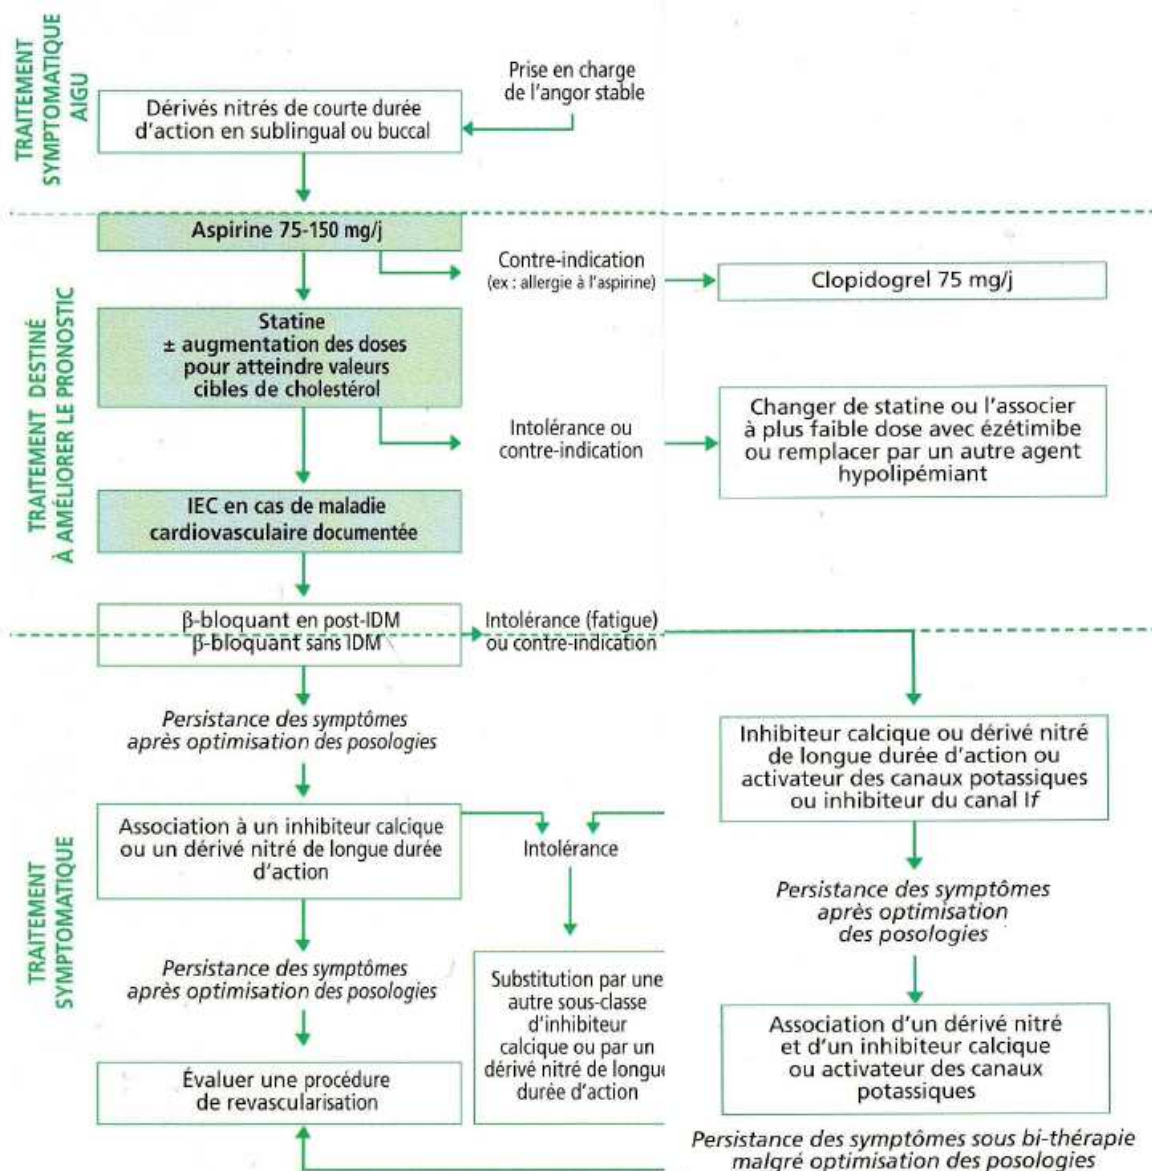 TRAITEMENT
SYMPTOMATIQUE
AIGU
Prise en charge
de l'angor stable
Dérivés nitrés de courte durée
d'action en sublingual ou buccal
TRAITEMENT DESTINÉ
À AMÉLIORER LE PRONOSTIC
Aspirine 75-150 mg/j
Contre-indication
(ex : allergie à l'aspirine)
Clopidogrel 75 mg/j
Statine
± augmentation des doses
pour atteindre valeurs
cibles de cholestérol
Intolérance ou
contre-indication
Changer de statine ou l'associer
à plus faible dose avec ézétimibe
ou remplacer par un autre agent
hypolipémiant
IEC en cas de maladie
cardiovasculaire documentée
β-bloquant en post-IDM
β-bloquant sans IDM
Intolérance (fatigue)
ou contre-indication
TRAITEMENT
SYMPTOMATIQUE
Persistance des symptômes
après optimisation des posologies
Inhibiteur calcique ou dérivé nitré
de longue durée d'action ou
activateur des canaux potassiques
ou inhibiteur du canal If
Association à un inhibiteur calcique
ou un dérivé nitré de longue durée
d'action
Intolérance
Persistance des symptômes
après optimisation
des posologies
Persistance des symptômes
après optimisation des posologies
Substitution par une
autre sous-classe
d'inhibiteur
calcique ou par un
dérivé nitré de longue
durée d'action
Association d'un dérivé nitré
et d'un inhibiteur calcique
ou activateur des canaux
potassiques
Évaluer une procédure
de revascularisation
Persistance des symptômes sous bi-thérapie
malgré optimisation des posologies